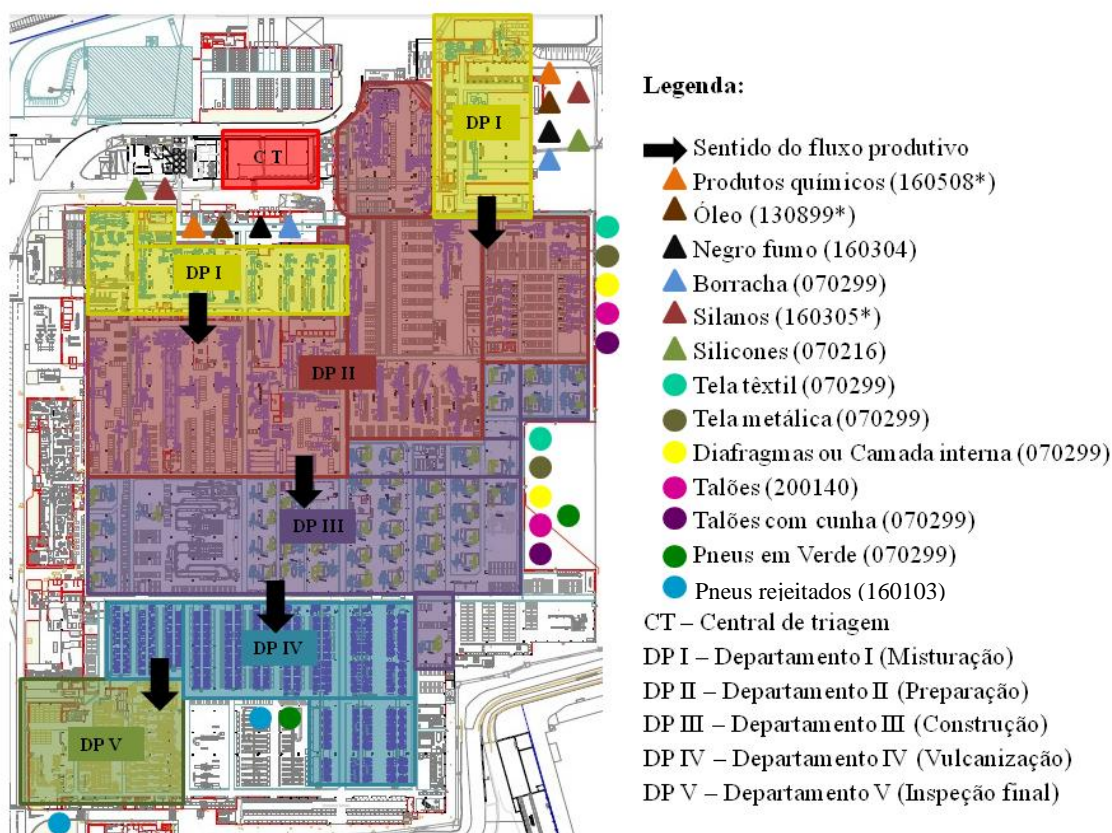 DP I
CT
DP I
DP II
DP III
DP IV
DP V
Legenda:
Sentido do fluxo produtivo
Produtos químicos (160508*)
Óleo (130899*)
Negro fumo (160304)
Borracha (070299)
Silanos (160305*)
Silicones (070216)
Tela têxtil (070299)
Tela metálica (070299)
Diafragmas ou Camada interna (070299)
Talões (200140)
Talões com cunha (070299)
Pneus em Verde (070299)
Pneus rejeitados (160103)
CT – Central de triagem
DP I – Departamento I (Misturação)
DP II – Departamento II (Preparação)
DP III – Departamento III (Construção)
DP IV – Departamento IV (Vulcanização)
DP V – Departamento V (Inspeção final)